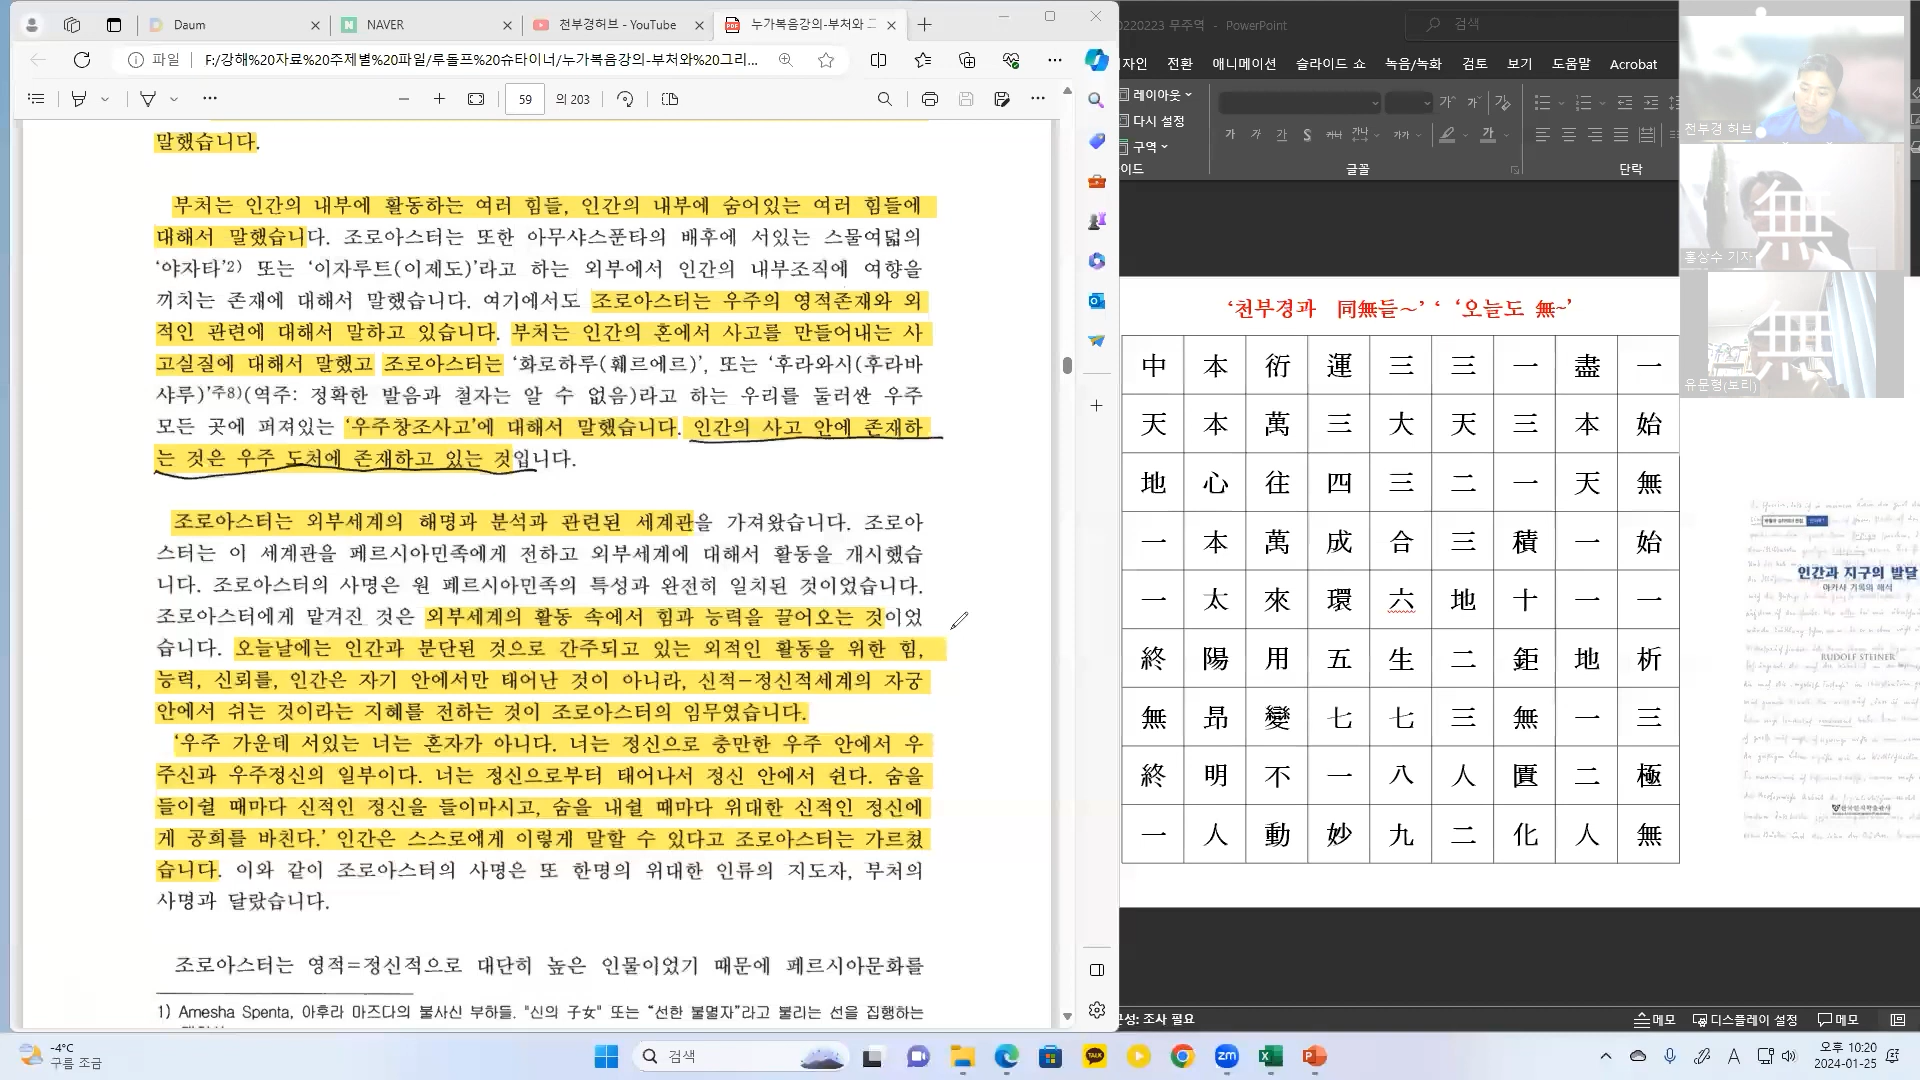 Daum
NAVER
천부경허브 - YouTube
누가복음강의-부처와 그
파일
F:/강해%20자료%20주제별%20파일/루돌프%20슈타이너/누가복음강의-부처와%20그리...
59 의 203
말했습니다.
부처는 인간의 내부에 활동하는 여러 힘들, 인간의 내부에 숨어있는 여러 힘들에
대해서 말했습니다. 조로아스터는 또한 아무샤스푼타의 배후에 서있는 스물여덟의
‘야자타’2) 또는 ‘이자루트(이제도)’라고 하는 외부에서 인간의 내부조직에 여향을
끼치는 존재에 대해서 말했습니다. 여기에서도 조로아스터는 우주의 영적존재와 외
적인 관련에 대해서 말하고 있습니다. 부처는 인간의 혼에서 사고를 만들어내는 사
고실질에 대해서 말했고 조로아스터는 ‘화로하루(훼르에르)’, 또는 ‘후라와시(후라바
샤루)’주8)(역주: 정확한 발음과 철자는 알 수 없음)라고 하는 우리를 둘러싼 우주
모든 곳에 퍼져있는 ‘우주창조사고’에 대해서 말했습니다. 인간의 사고 안에 존재하
는 것은 우주 도처에 존재하고 있는 것입니다.
조로아스터는 외부세계의 해명과 분석과 관련된 세계관을 가져왔습니다. 조로아
스터는 이 세계관을 페르시아민족에게 전하고 외부세계에 대해서 활동을 개시했습
니다. 조로아스터의 사명은 원 페르시아민족의 특성과 완전히 일치된 것이었습니다.
조로아스터에게 맡겨진 것은 외부세계의 활동 속에서 힘과 능력을 끌어오는 것이었
습니다. 오늘날에는 인간과 분단된 것으로 간주되고 있는 외적인 활동을 위한 힘,
능력, 신뢰를, 인간은 자기 안에서만 태어난 것이 아니라, 신적–정신적세계의 자궁
안에서 쉬는 것이라는 지혜를 전하는 것이 조로아스터의 임무였습니다.
‘우주 가운데 서있는 너는 혼자가 아니다. 너는 정신으로 충만한 우주 안에서 우
주신과 우주정신의 일부이다. 너는 정신으로부터 태어나서 정신 안에서 쉰다. 숨을
들이쉴 때마다 신적인 정신을 들이마시고, 숨을 내쉴 때마다 위대한 신적인 정신에
게 공희를 바친다.’ 인간은 스스로에게 이렇게 말할 수 있다고 조로아스터는 가르쳤
습니다. 이와 같이 조로아스터의 사명은 또 한명의 위대한 인류의 지도자, 부처의
사명과 달랐습니다.
조로아스터는 영적=정신적으로 대단히 높은 인물이었기 때문에 페르시아문화를
1) Amesha Spenta, 아후라 마즈다의 불사신 부하들. "신의 子女" 또는 “선한 불멸자”라고 불리는 선을 집행하는
0220223 무주역 - PowerPoint
검색
자인 전환 애니메이션 슬라이드 쇼 녹음/녹화 검토 보기 도움말 Acrobat
레이아웃
다시 설정
구역
이드 글꼴 단락
‘천부경과 同無들~’ ‘ ‘오늘도 無~’
中 本 衍 運 三 三 一 盡 一
天 本 萬 三 大 天 三 本 始
地 心 往 四 三 二 一 天 無
一 本 萬 成 合 三 積 一 始
一 太 來 環 六 地 十 一 一
終 陽 用 五 生 二 鉅 地 析
無 昂 變 七 七 三 無 一 三
終 明 不 一 八 人 匱 二 極
一 人 動 妙 九 二 化 人 無
천부경 허브
無
홍상수 기자
無
유문형(토리)
인간과 지구의 발달
아카샤 기록의 해석
RUDOLF STEINER
근성: 조사 필요
메모 디스플레이 설정 메모
-4°C
구름 조금
검색
오후 10:20
2024-01-25